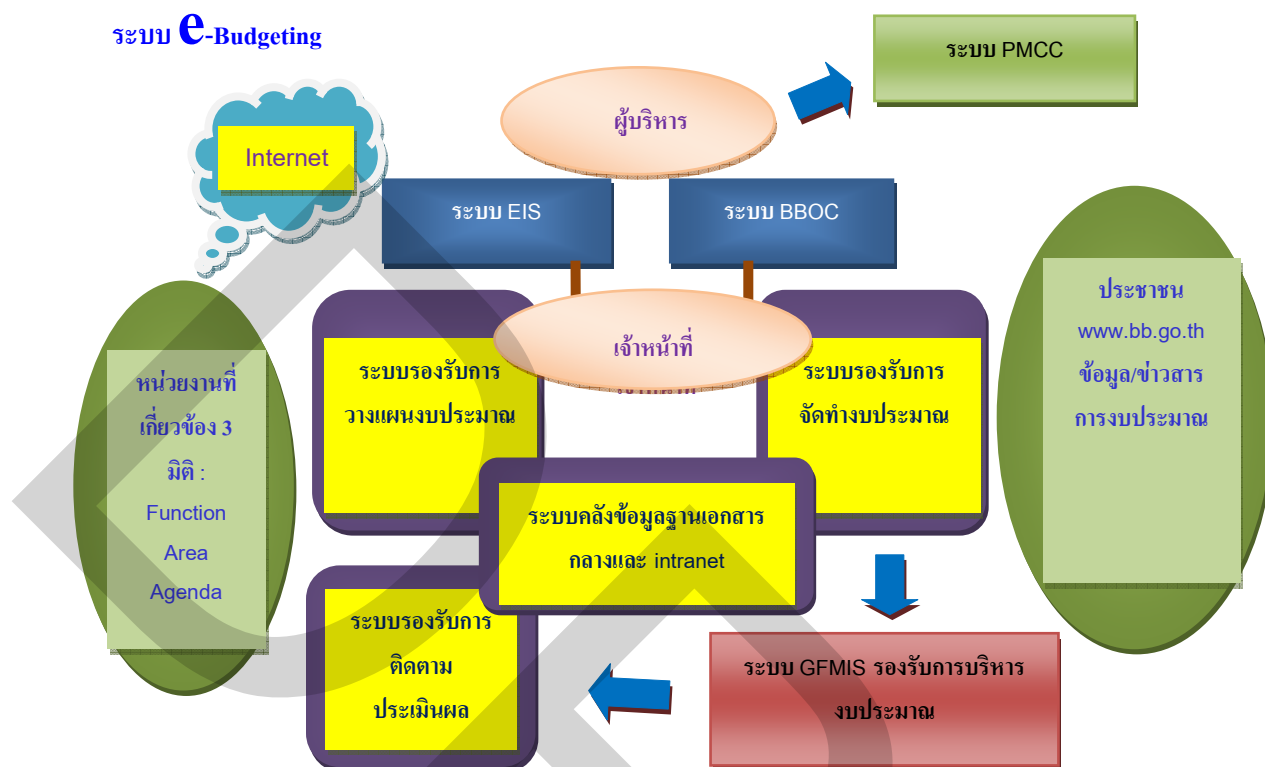 ระบบ e-Budgeting
ระบบ PMCC
ผู้บริหาร
Internet
ระบบ EIS
ระบบ BBOC
ประชาชน
www.bb.go.th
ข้อมูล/ข่าวสาร
การงบประมาณ
เจ้าหน้าที่
หน่วยงานที่
เกี่ยวข้อง 3
มิติ :
Function
Area
Agenda
ระบบรองรับการ
วางแผนงบประมาณ
ระบบรองรับการ
จัดทำงบประมาณ
ระบบคลังข้อมูลฐานเอกสาร
กลางและ intranet
ระบบรองรับการ
ติดตาม
ประเมินผล
ระบบ GFMIS รองรับการบริหาร
งบประมาณ